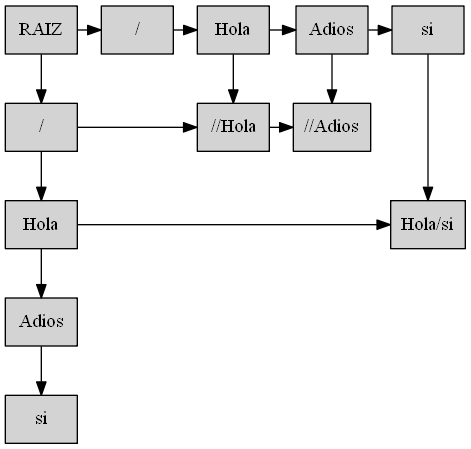 RAIZ
/
Hola
Adios
si
/
//Hola
//Adios
Hola
Hola/si
Adios
si